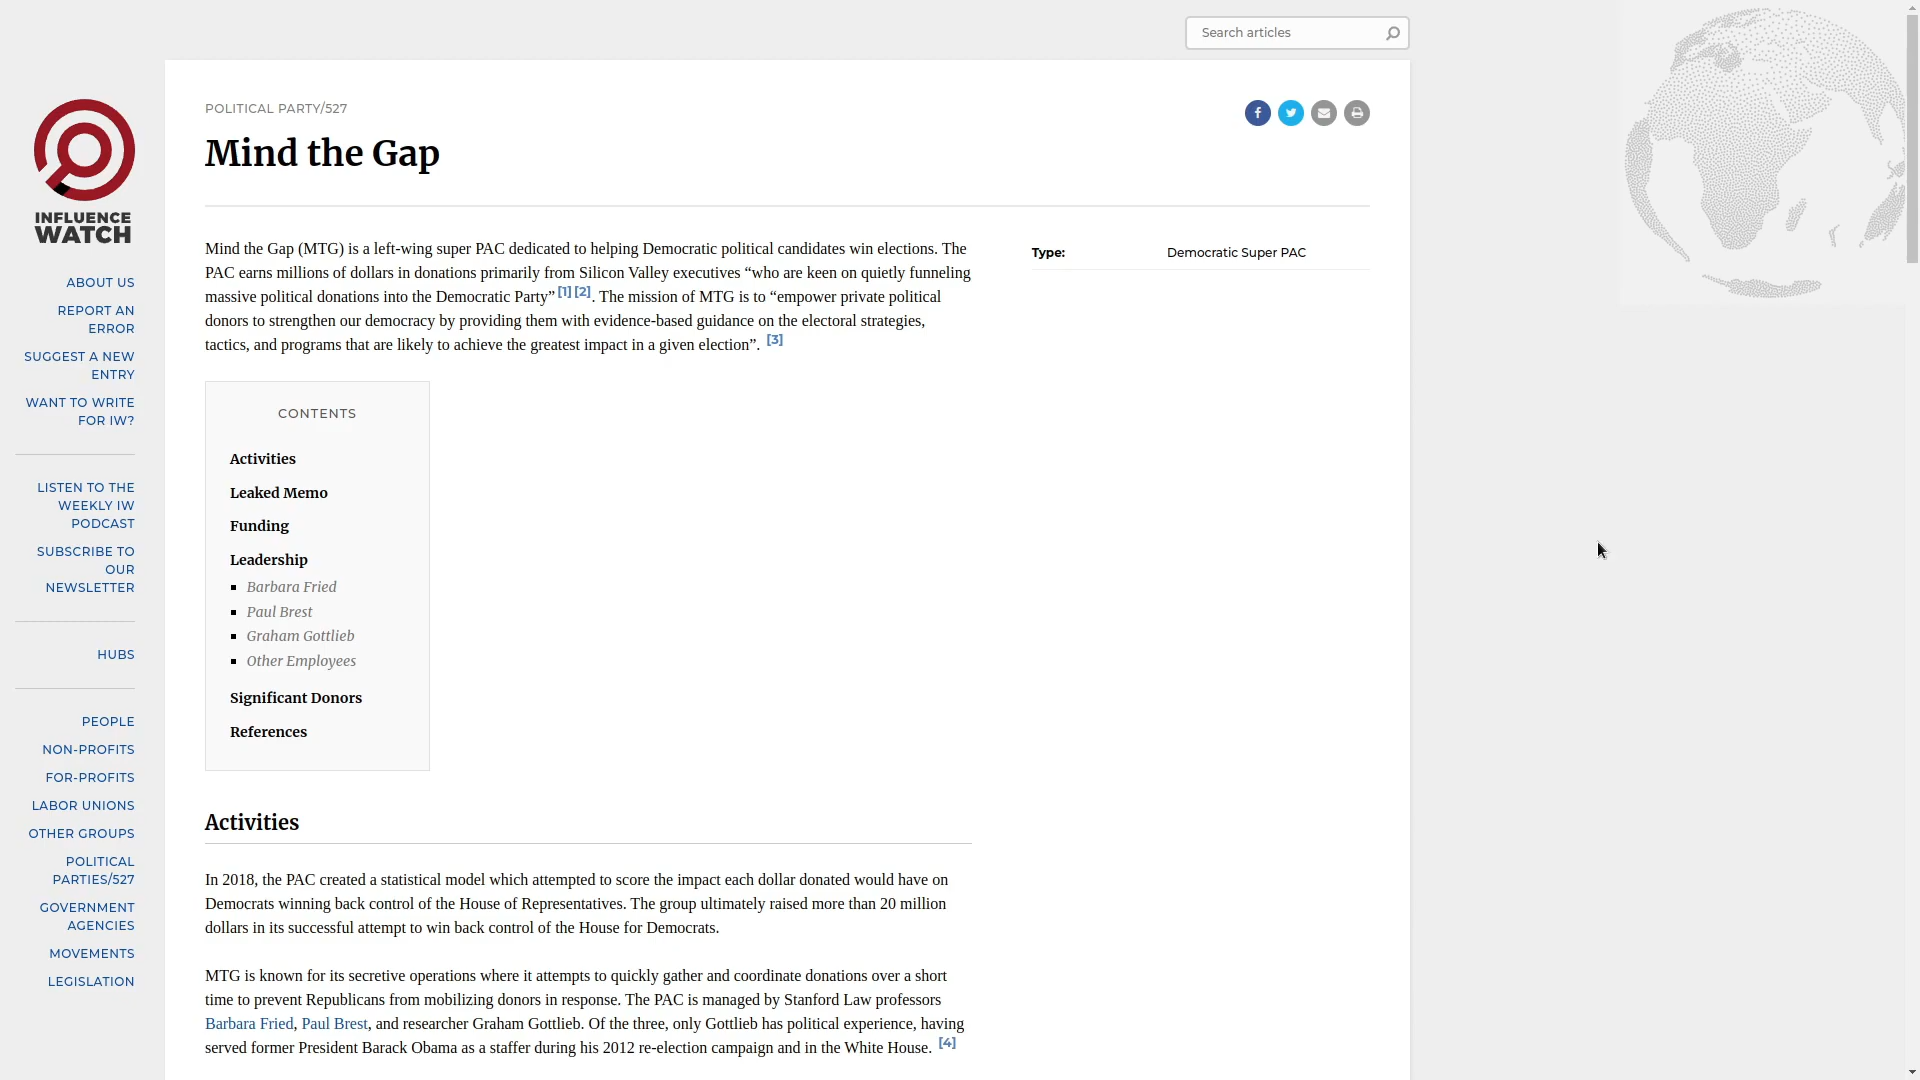 Search articles
INFLUENCE
WATCH
ABOUT US
REPORT AN
ERROR
SUGGEST A NEW
ENTRY
WANT TO WRITE
FOR IW?
LISTEN TO THE
WEEKLY IW
PODCAST
SUBSCRIBE TO
OUR
NEWSLETTER
HUBS
PEOPLE
NON-PROFITS
FOR-PROFITS
LABOR UNIONS
OTHER GROUPS
POLITICAL
PARTIES/527
GOVERNMENT
AGENCIES
MOVEMENTS
LEGISLATION
POLITICAL PARTY/527
Mind the Gap
Mind the Gap (MTG) is a left-wing super PAC dedicated to helping Democratic political candidates win elections. The
PAC earns millions of dollars in donations primarily from Silicon Valley executives “who are keen on quietly funneling
massive political donations into the Democratic Party” [1] [2]. The mission of MTG is to “empower private political
donors to strengthen our democracy by providing them with evidence-based guidance on the electoral strategies,
tactics, and programs that are likely to achieve the greatest impact in a given election”. [3]
Type: Democratic Super PAC
CONTENTS
Activities
Leaked Memo
Funding
Leadership
Barbara Fried
Paul Brest
Graham Gottlieb
Other Employees
Significant Donors
References
Activities
In 2018, the PAC created a statistical model which attempted to score the impact each dollar donated would have on
Democrats winning back control of the House of Representatives. The group ultimately raised more than 20 million
dollars in its successful attempt to win back control of the House for Democrats.
MTG is known for its secretive operations where it attempts to quickly gather and coordinate donations over a short
time to prevent Republicans from mobilizing donors in response. The PAC is managed by Stanford Law professors
Barbara Fried, Paul Brest, and researcher Graham Gottlieb. Of the three, only Gottlieb has political experience, having
served former President Barack Obama as a staffer during his 2012 re-election campaign and in the White House. [4]